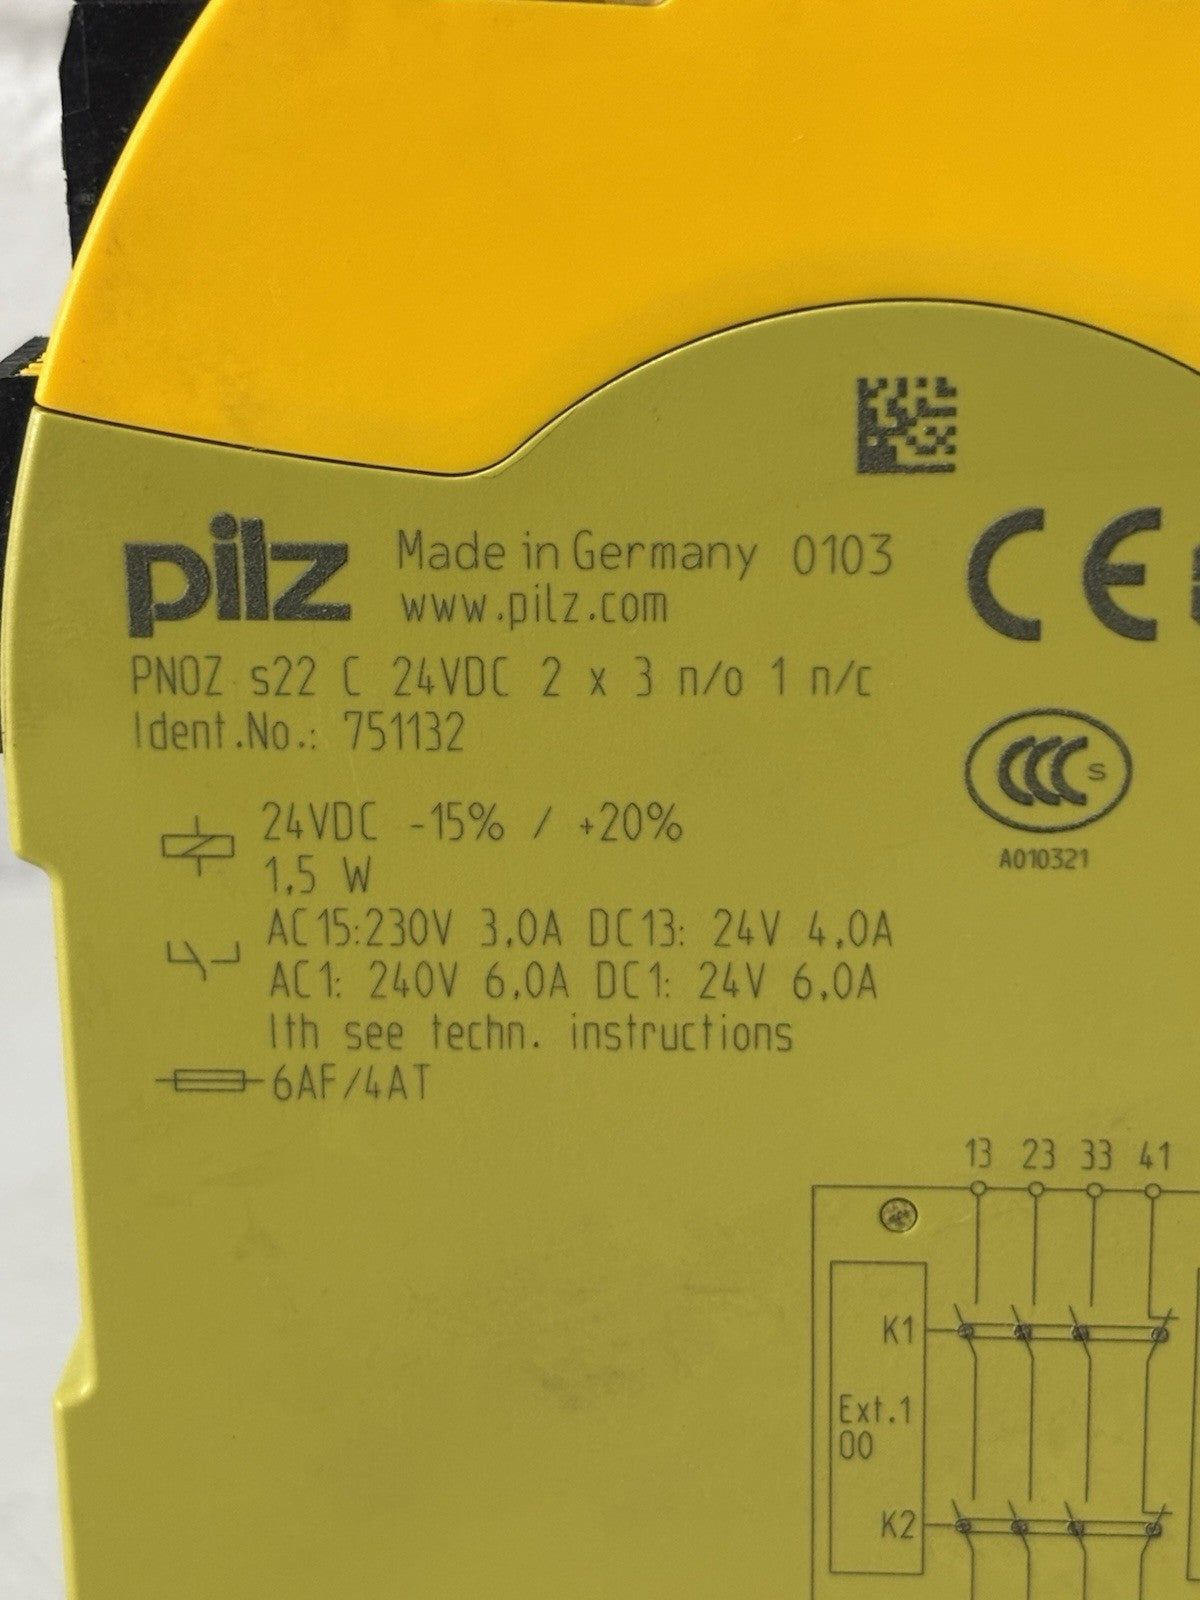 pilz Made in Germany 0103 CE
www.pilz.com
PNOZ s22 C 24VDC 2 x 3 n/o 1 n/c
Ident.No.: 751132
CCC S
A010321
24VDC -15% / +20%
1,5 W
AC15:230V 3,0A DC13: 24V 4,0A
AC1: 240V 6,0A DC1: 24V 6,0A
Ith see techn. instructions
6AF/4AT
13 23 33 41
K1
Ext.1
00
K2